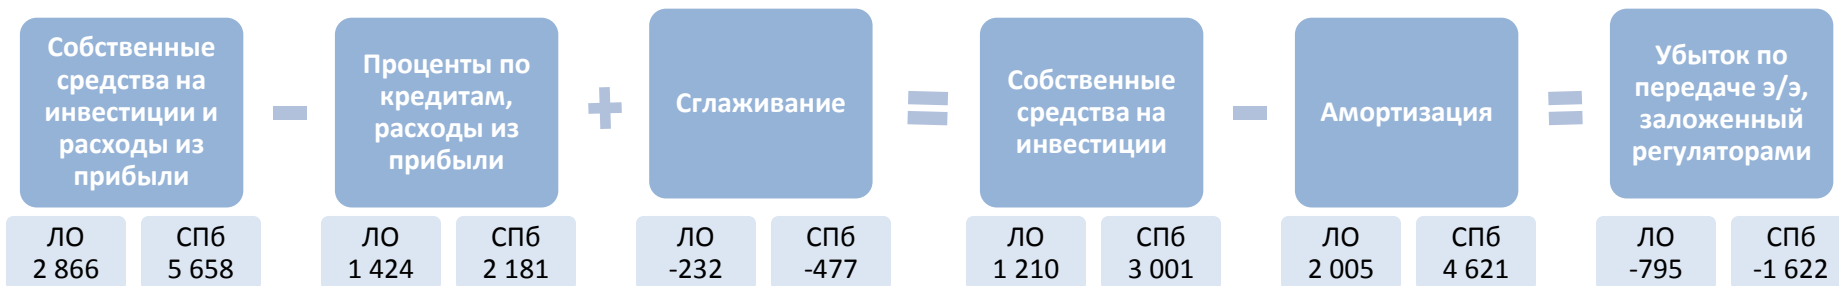 Собственные
средства на
инвестиции и
расходы из
прибыли
−
Проценты по
кредитам,
расходы из
прибыли
+
Сглаживание
=
Собственные
средства на
инвестиции
−
Амортизация
=
Убыток по
передаче э/э,
заложенный
регуляторами
ЛО
2 866
СПб
5 658
ЛО
1 424
СПб
2 181
ЛО
-232
СПб
-477
ЛО
1 210
СПб
3 001
ЛО
2 005
СПб
4 621
ЛО
-795
СПб
-1 622